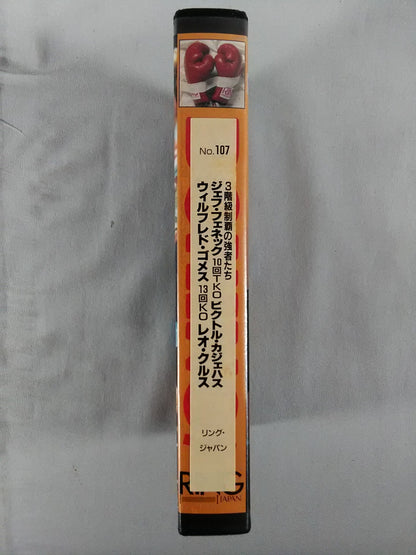 No.107
3階級制覇の強者たち
ジェフ・フェネック 10回TKO ビクトル・カジェハス
ウィルフレド・ゴメス 13回KO レオ・クルス
リング・
ジャパン
JAPAN